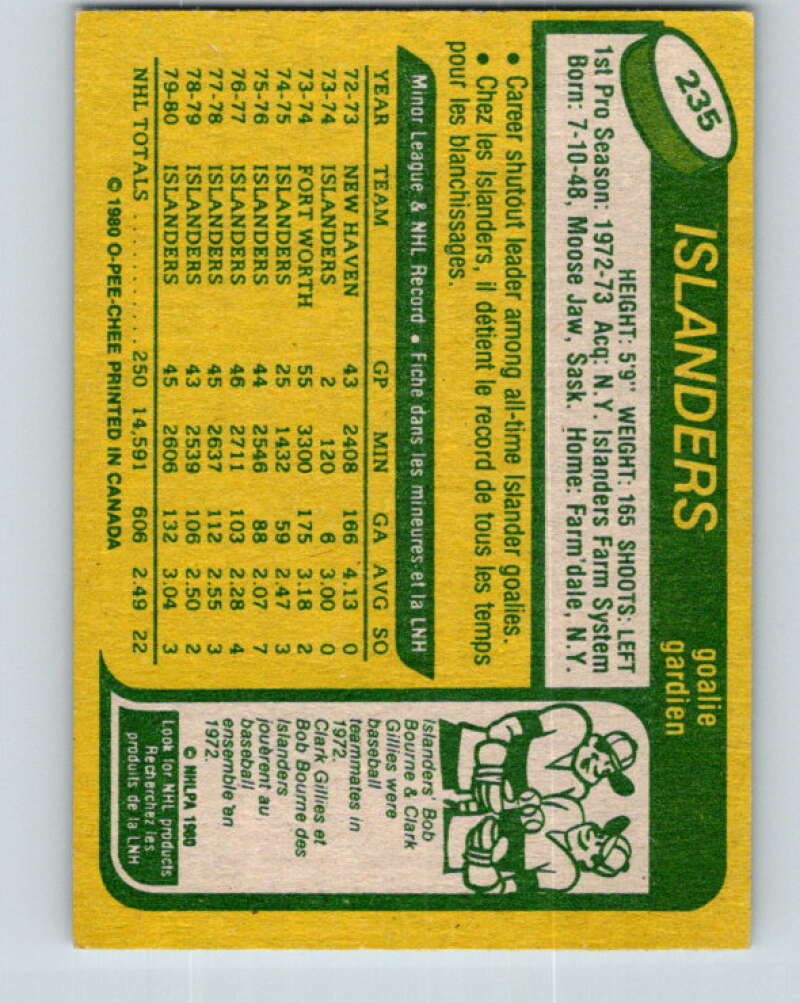 235
ISLANDERS
goalie
gardien
HEIGHT: 5'9" WEIGHT: 165 SHOOTS: LEFT
1st Pro Season: 1972-73 Acq: N.Y. Islanders Farm System
Born: 7-10-48, Moose Jaw, Sask. Home: Farm'dale, N.Y.
• Career shutout leader among all-time Islander goalies.
• Chez les Islanders, il détient le record de tous les temps
pour les blanchissages.
Minor League & NHL Record • Fiche dans les mineures et la LNH
YEAR TEAM GP MIN GA AVG SO
72-73 NEW HAVEN 43 2408 166 4.13 0
73-74 ISLANDERS 2 120 6 3.00 0
73-74 FORT WORTH 55 3300 175 3.18 2
74-75 ISLANDERS 25 1432 59 2.47 3
75-76 ISLANDERS 44 2546 88 2.07 7
76-77 ISLANDERS 46 2711 103 2.28 4
77-78 ISLANDERS 45 2637 112 2.55 3
78-79 ISLANDERS 43 2539 106 2.50 2
79-80 ISLANDERS 45 2606 132 3.04 3
NHL TOTALS .......... 250 14,591 606 2.49 22
© 1980 O-PEE-CHEE PRINTED IN CANADA
Islanders' Bob
Bourne & Clark
Gillies were
baseball
teammates in
1972.
Clark Gillies et
Bob Bourne des
Islanders
jouèrent au
baseball
ensemble en
1972.
© NHLPA 1980
Look for NHL products
Recherchez les
produits de la LNH